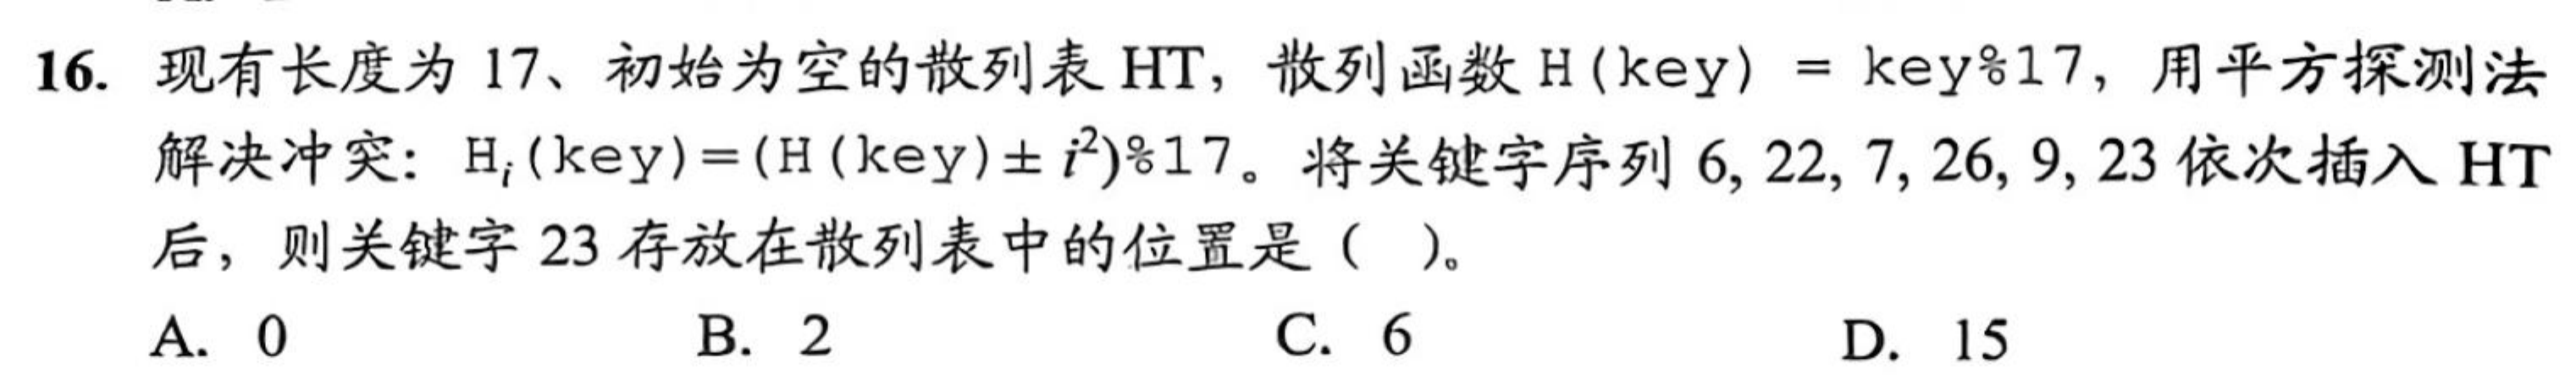 16. 现有长度为 17、初始为空的散列表 HT，散列函数 H(key) = key%17，用平方探测法
解决冲突：Hᵢ(key)=(H(key)± i²)%17。将关键字序列 6, 22, 7, 26, 9, 23 依次插入 HT
后，则关键字 23 存放在散列表中的位置是（ ）。
A. 0 B. 2 C. 6 D. 15